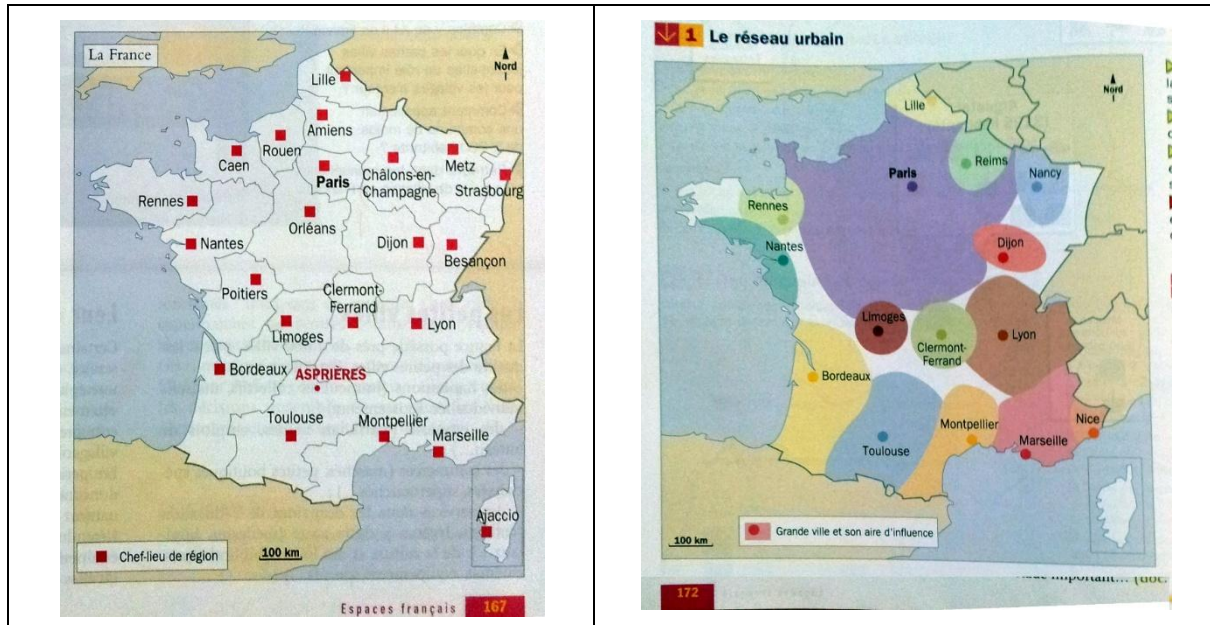 La France
Nord
Lille
Amiens
Rouen
Caen
Paris
Châlons-en-
Champagne
Metz
Strasbourg
Rennes
Orléans
Nantes
Dijon
Besançon
Poitiers
Clermont-
Ferrand
Limoges
Lyon
Bordeaux
ASPRIÈRES
Toulouse
Montpellier
Marseille
Ajaccio
Chef-lieu de région
100 km
Espaces français 167
1 Le réseau urbain
Nord
Lille
Reims
Paris
Nancy
Rennes
Nantes
Dijon
Limoges
Clermont-
Ferrand
Lyon
Bordeaux
Montpellier
Nice
Toulouse
Marseille
Grande ville et son aire d'influence
100 km
important... (doc.
172